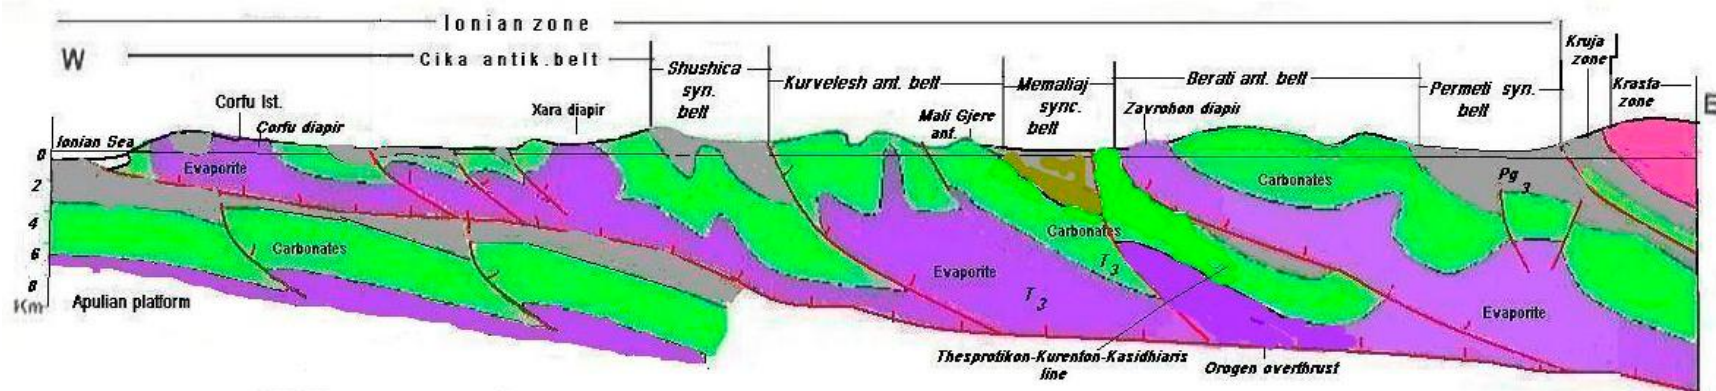 Ionian zone
W
Cika antik. belt
Shushica
syn.
belt
Kurvelesh ant. belt
Memaliaj
sync.
belt
Berati ant. belt
Permeti syn.
belt
Kruja
zone
Krasta
zone
E
Corfu Ist.
Corfu diapir
Xara diapir
Mali Gjere
ant.
Zavrohon diapir
Ionian Sea
0
2
4
6
8
Km
Evaporite
Carbonates
Apulian platform
Evaporite
T3
Carbonates
T3
Carbonates
Pg3
Evaporite
Thesprotikon-Kurenton-Kasidhiaris
line
Orogen overthrust